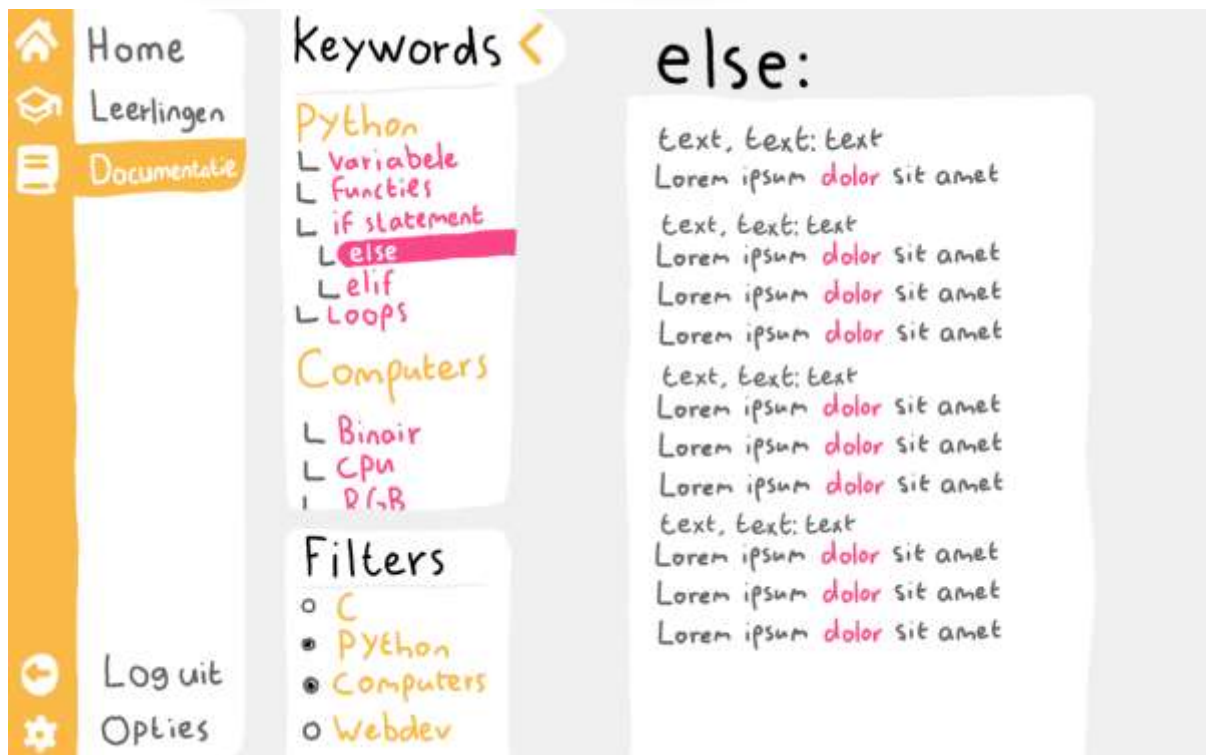 Home
Leerlingen
Documentatie
Log uit
Opties
Keywords
Python
variabele
functies
if statement
else
elif
Loops
Computers
Binair
CPU
RGB
Filters
C
Python
Computers
Webdev
else:
text, text: text
Lorem ipsum dolor sit amet
text, text: text
Lorem ipsum dolor sit amet
Lorem ipsum dolor sit amet
Lorem ipsum dolor sit amet
text, text: text
Lorem ipsum dolor sit amet
Lorem ipsum dolor sit amet
Lorem ipsum dolor sit amet
text, text: text
Lorem ipsum dolor sit amet
Lorem ipsum dolor sit amet
Lorem ipsum dolor sit amet